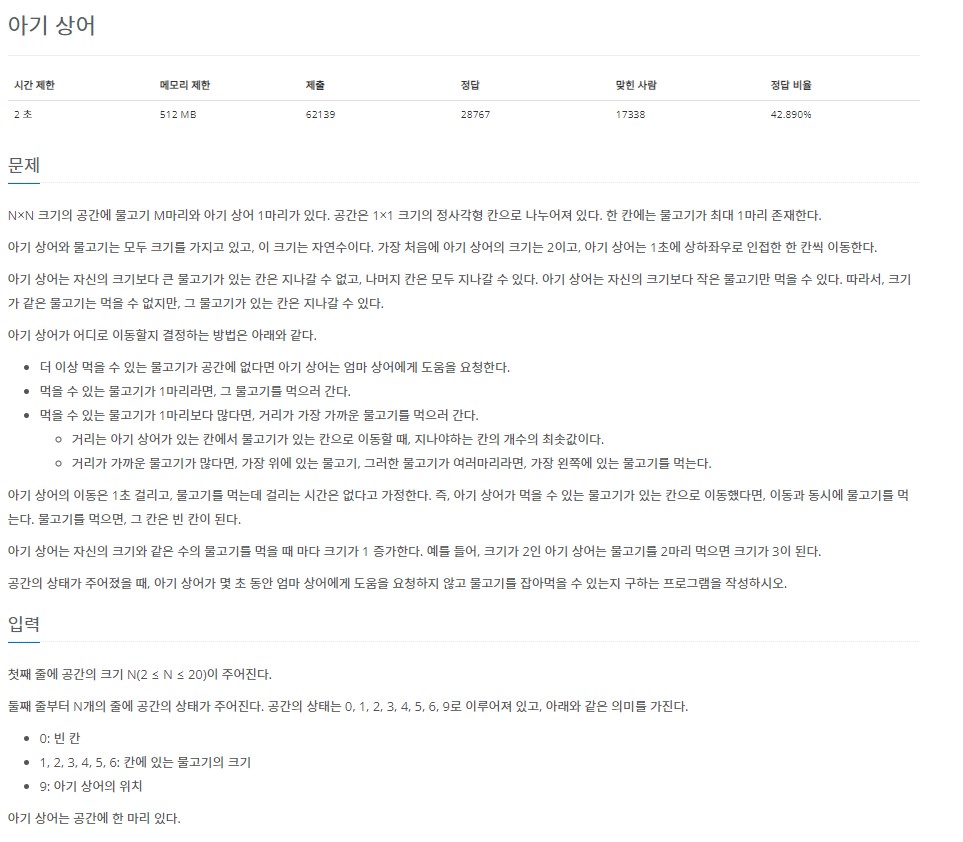 아기 상어
시간 제한 메모리 제한 제출 정답 맞힌 사람 정답 비율
2 초 512 MB 62139 28767 17338 42.890%
문제
N×N 크기의 공간에 물고기 M마리와 아기 상어 1마리가 있다. 공간은 1×1 크기의 정사각형 칸으로 나누어져 있다. 한 칸에는 물고기가 최대 1마리 존재한다.
아기 상어와 물고기는 모두 크기를 가지고 있고, 이 크기는 자연수이다. 가장 처음에 아기 상어의 크기는 2이고, 아기 상어는 1초에 상하좌우로 인접한 한 칸씩 이동한다.
아기 상어는 자신의 크기보다 큰 물고기가 있는 칸은 지나갈 수 없고, 나머지 칸은 모두 지나갈 수 있다. 아기 상어는 자신의 크기보다 작은 물고기만 먹을 수 있다. 따라서, 크기
가 같은 물고기는 먹을 수 없지만, 그 물고기가 있는 칸은 지나갈 수 있다.
아기 상어가 어디로 이동할지 결정하는 방법은 아래와 같다.
• 더 이상 먹을 수 있는 물고기가 공간에 없다면 아기 상어는 엄마 상어에게 도움을 요청한다.
• 먹을 수 있는 물고기가 1마리라면, 그 물고기를 먹으러 간다.
• 먹을 수 있는 물고기가 1마리보다 많다면, 거리가 가장 가까운 물고기를 먹으러 간다.
◦ 거리는 아기 상어가 있는 칸에서 물고기가 있는 칸으로 이동할 때, 지나야하는 칸의 개수의 최솟값이다.
◦ 거리가 가까운 물고기가 많다면, 가장 위에 있는 물고기, 그러한 물고기가 여러마리라면, 가장 왼쪽에 있는 물고기를 먹는다.
아기 상어의 이동은 1초 걸리고, 물고기를 먹는데 걸리는 시간은 없다고 가정한다. 즉, 아기 상어가 먹을 수 있는 물고기가 있는 칸으로 이동했다면, 이동과 동시에 물고기를 먹
는다. 물고기를 먹으면, 그 칸은 빈 칸이 된다.
아기 상어는 자신의 크기와 같은 수의 물고기를 먹을 때 마다 크기가 1 증가한다. 예를 들어, 크기가 2인 아기 상어는 물고기를 2마리 먹으면 크기가 3이 된다.
공간의 상태가 주어졌을 때, 아기 상어가 몇 초 동안 엄마 상어에게 도움을 요청하지 않고 물고기를 잡아먹을 수 있는지 구하는 프로그램을 작성하시오.
입력
첫째 줄에 공간의 크기 N(2 ≤ N ≤ 20)이 주어진다.
둘째 줄부터 N개의 줄에 공간의 상태가 주어진다. 공간의 상태는 0, 1, 2, 3, 4, 5, 6, 9로 이루어져 있고, 아래와 같은 의미를 가진다.
• 0: 빈 칸
• 1, 2, 3, 4, 5, 6: 칸에 있는 물고기의 크기
• 9: 아기 상어의 위치
아기 상어는 공간에 한 마리 있다.